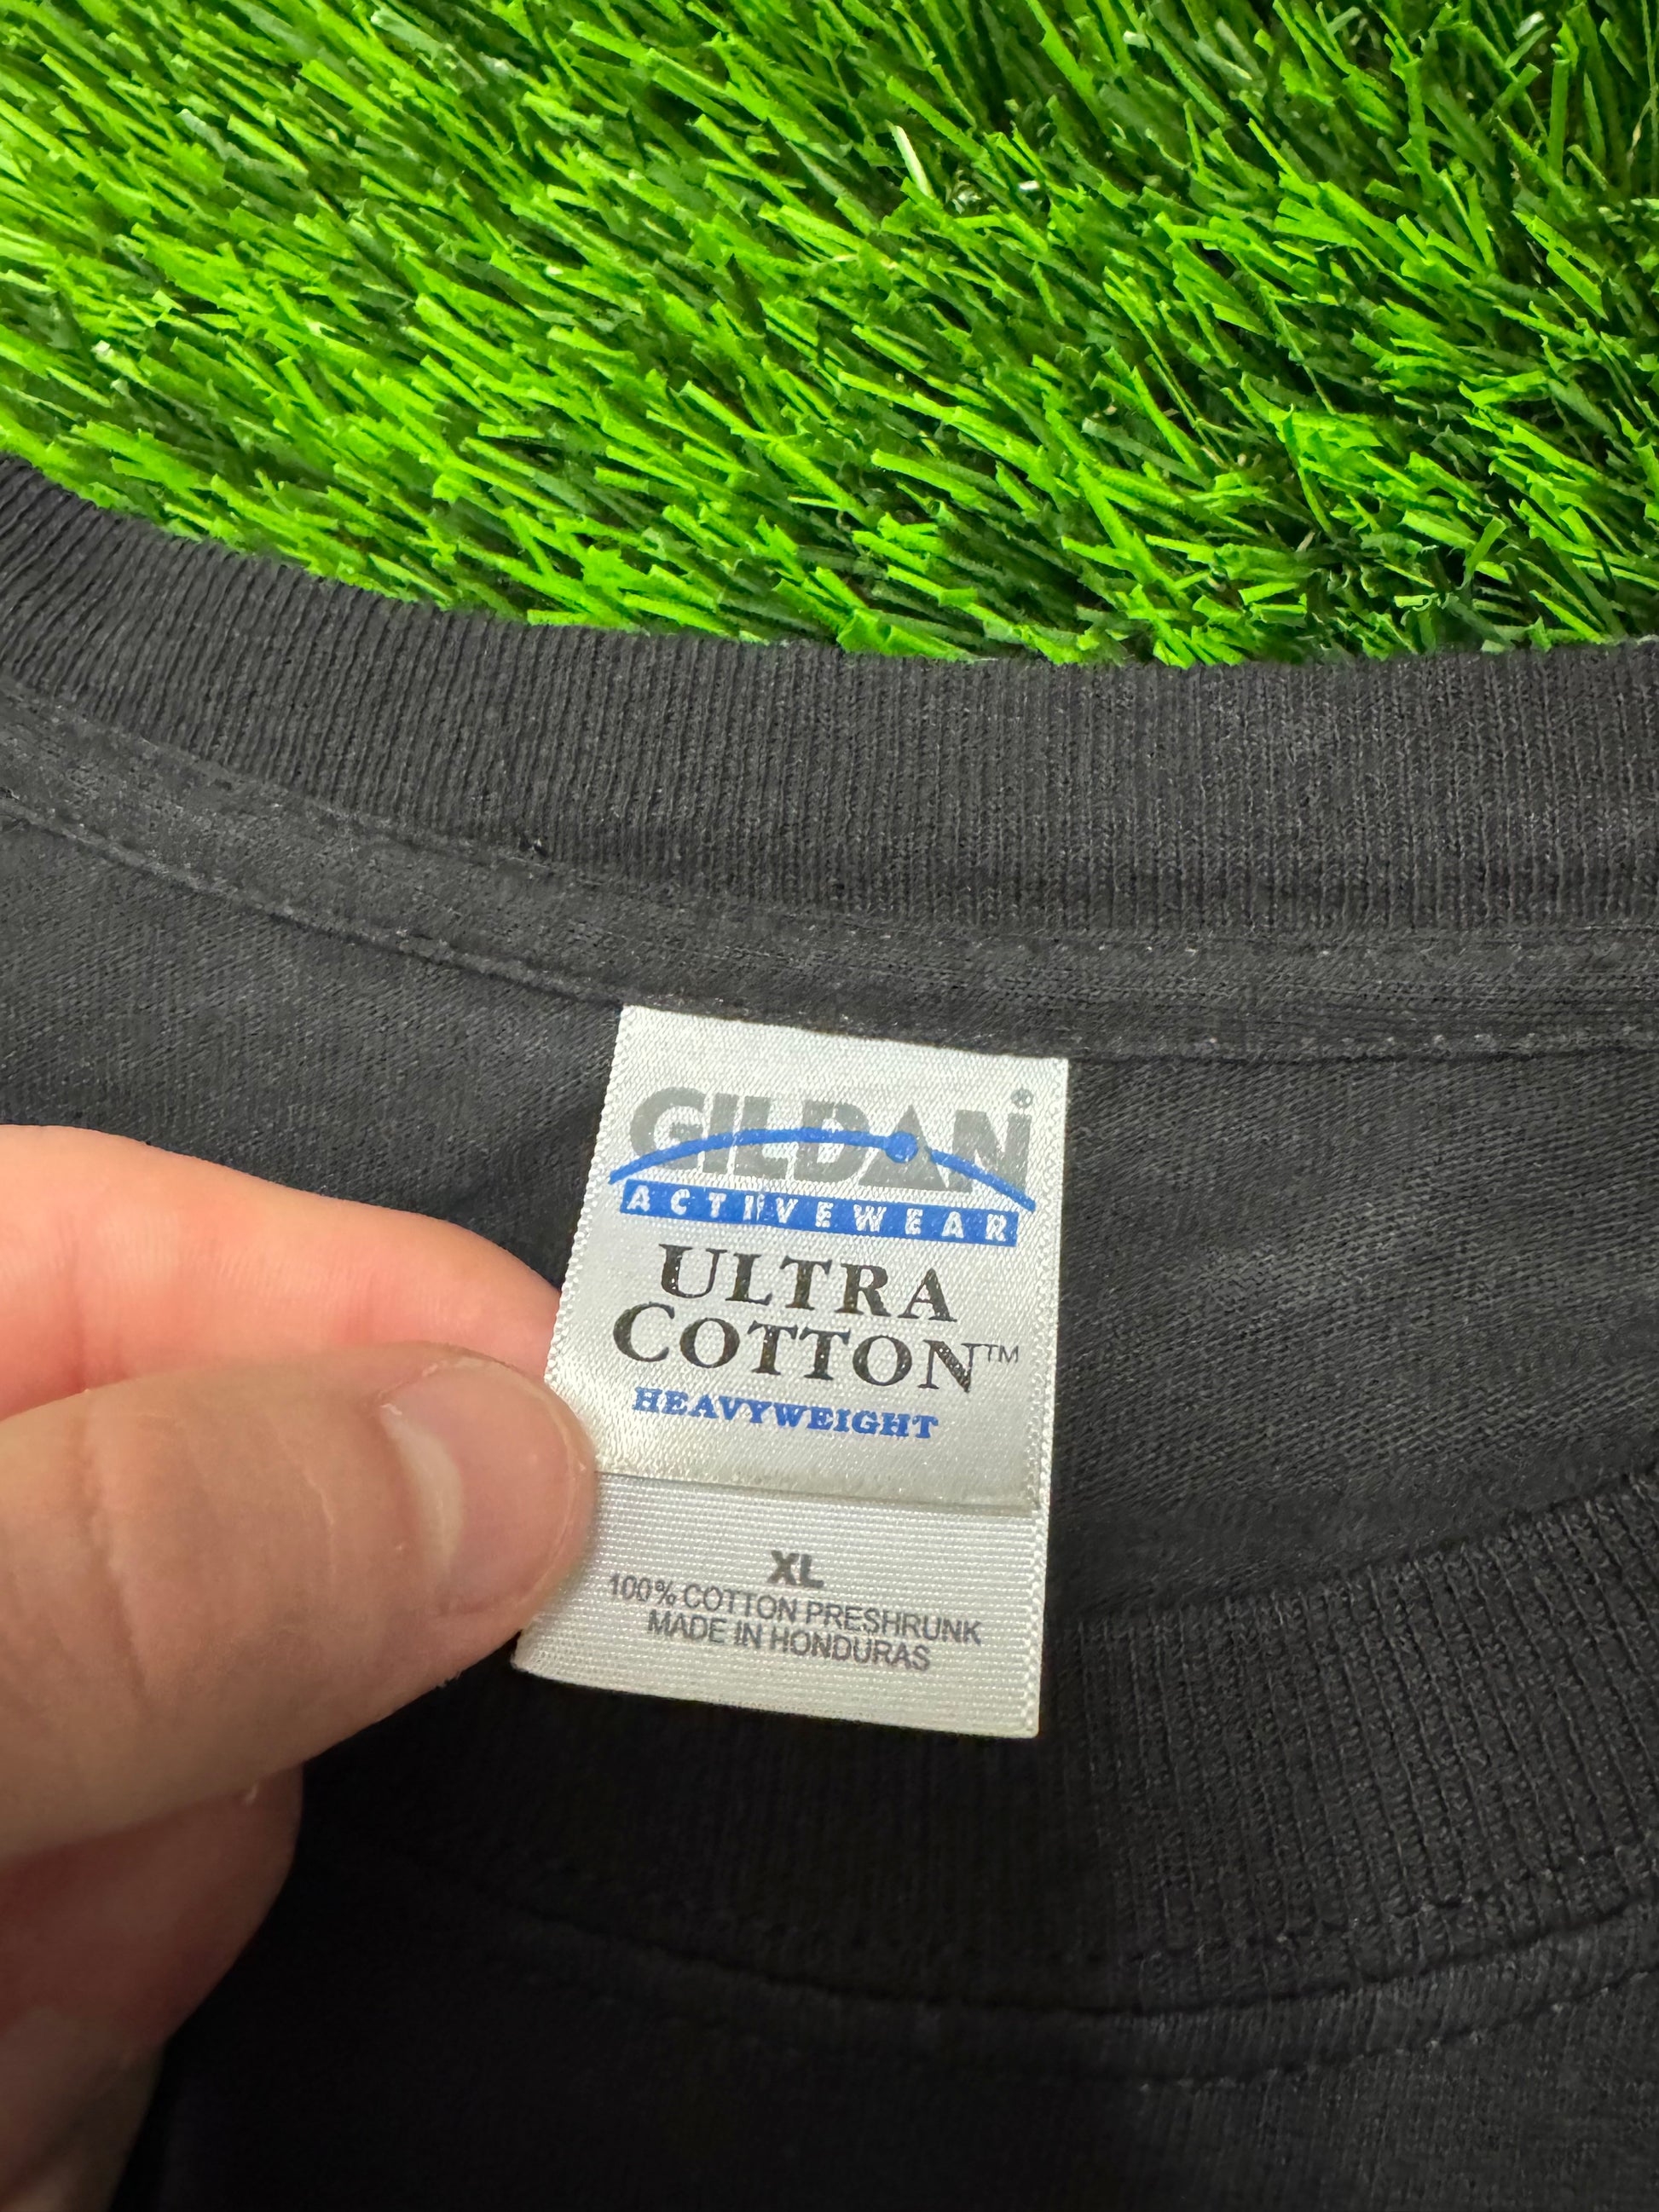 GILDAN®
ACTIVEWEAR
ULTRA
COTTON™
HEAVYWEIGHT
XL
100% COTTON PRESHRUNK
MADE IN HONDURAS